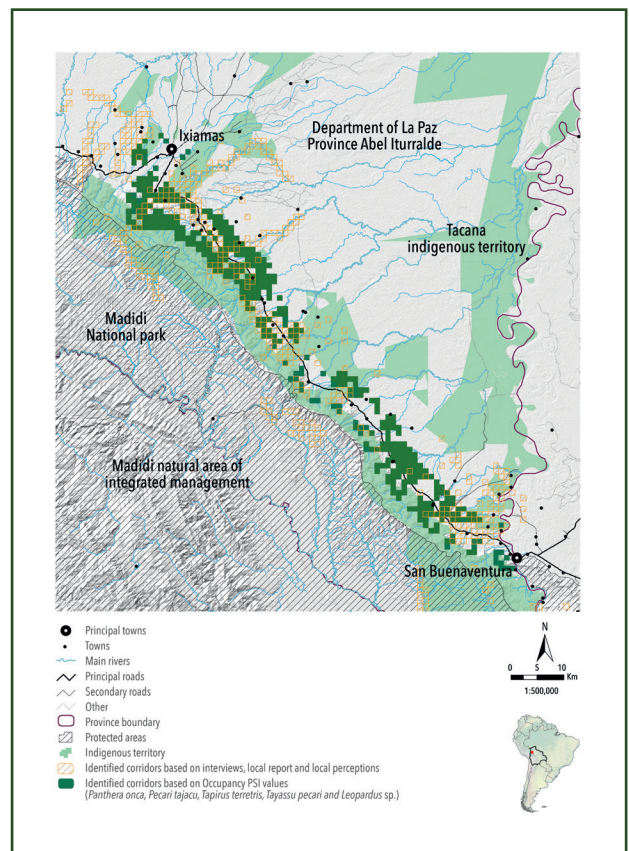 Ixiamas
Department of La Paz
Province Abel Iturralde
Tacana
indigenous territory
Madidi
National park
Madidi natural area of
integrated management
San Buenaventura
Principal towns
Towns
Main rivers
Principal roads
Secondary roads
Other
Province boundary
Protected areas
Indigenous territory
Identified corridors based on interviews, local report and local perceptions
Identified corridors based on Occupancy PSI values
(Panthera onca, Pecari tajacu, Tapirus terretris, Tayassu pecari and Leopardus sp.)
N
0 5 10 Km
1:500,000